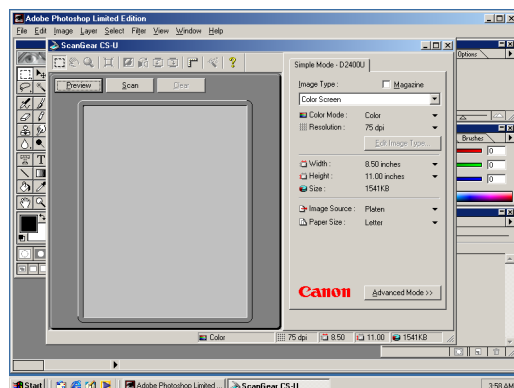 Adobe Photoshop Limited Edition
File Edit Image Layer Select Filter View Window Help
ScanGear CS-U
Options
Simple Mode - D2400U
Preview Scan Clear
Image Type : Magazine
Color Screen
Color Mode : Color
Resolution : 75 dpi
Edit Image Type...
Brushes
0
0
0
Width : 8.50 inches
Height : 11.00 inches
Size : 1541KB
Image Source : Platen
Paper Size : Letter
Canon Advanced Mode >>
Color 75 dpi 8.50 11.00 1541KB
Start Adobe Photoshop Limited ... ScanGear CS-U 3:58 AM